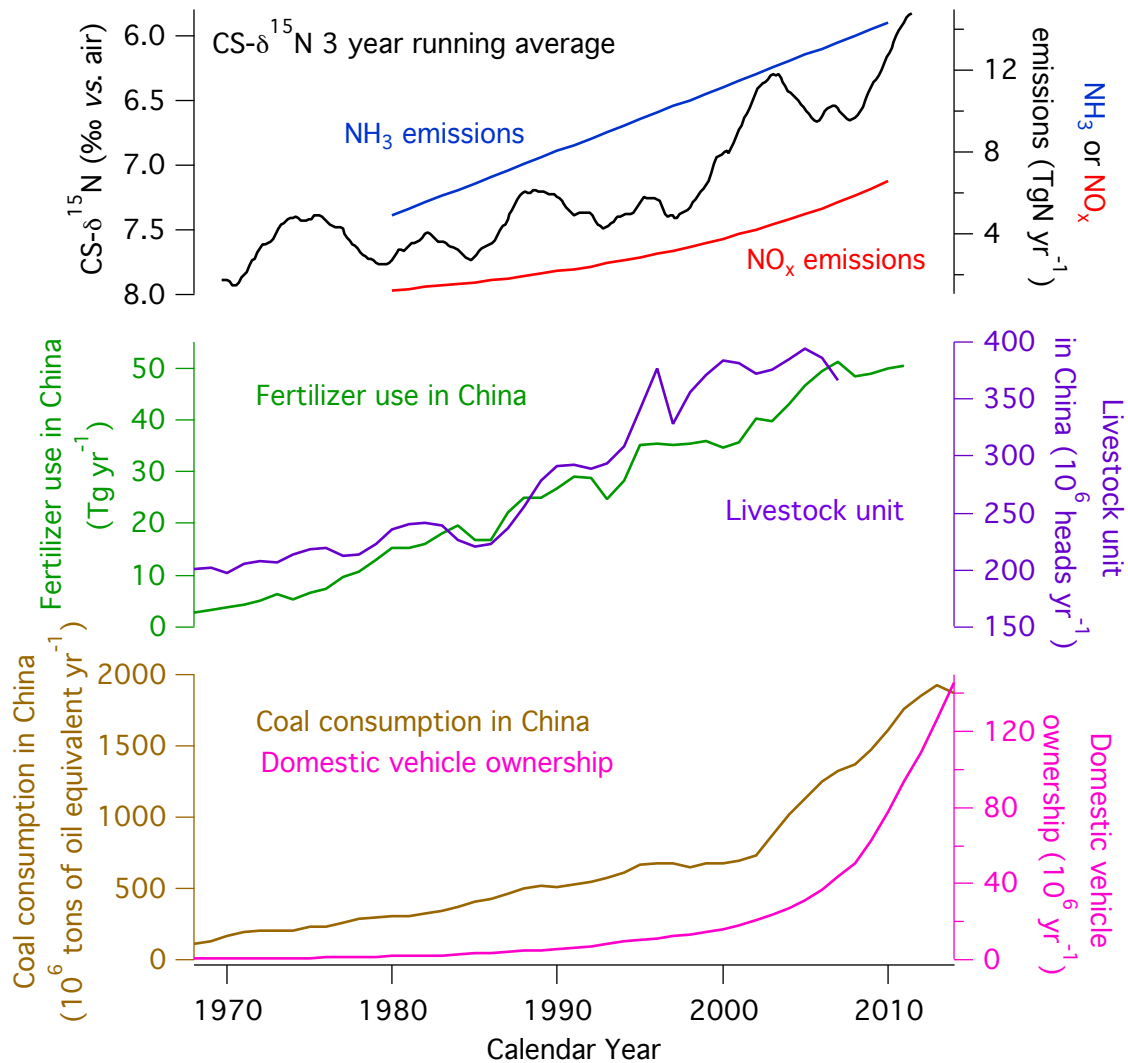 CS-δ¹⁵N 3 year running average
NH₃ emissions
NOₓ emissions
CS-δ¹⁵N (‰ vs. air)
6.0
6.5
7.0
7.5
8.0
12
8
4
emissions (TgN yr⁻¹)
NH₃ or NOₓ
Fertilizer use in China
Livestock unit
Fertilizer use in China
(Tg yr⁻¹)
50
40
30
20
10
0
400
350
300
250
200
150
Livestock unit
in China (10⁶ heads yr⁻¹)
Coal consumption in China
Domestic vehicle ownership
Coal consumption in China
(10⁶ tons of oil equivalent yr⁻¹)
2000
1500
1000
500
0
120
80
40
0
Domestic vehicle
ownership (10⁶ yr⁻¹)
1970 1980 1990 2000 2010
Calendar Year